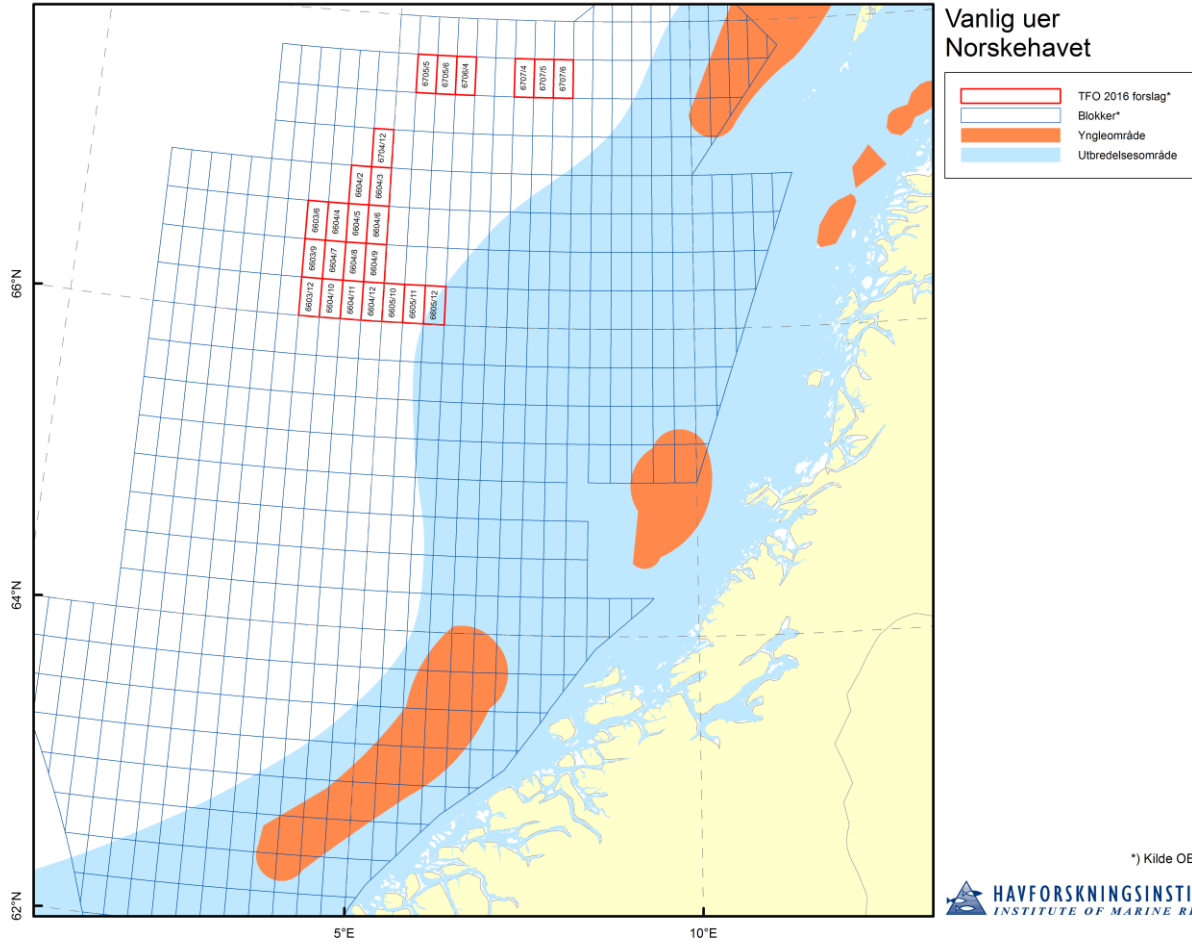 Vanlig uer
Norskehavet
TFO 2016 forslag*
Blokker*
Yngleområde
Utbredelsesområde
6705/5
6705/6
6706/4
6707/4
6707/5
6707/6
6704/12
6604/2
6604/3
6603/6
6604/4
6604/5
6604/6
6603/9
6604/7
6604/8
6604/9
6603/12
6604/10
6604/11
6604/12
6605/10
6605/11
6605/12
66°N
64°N
62°N
5°E
10°E
*) Kilde OE
HAVFORSKNINGSINSTI
INSTITUTE OF MARINE RE